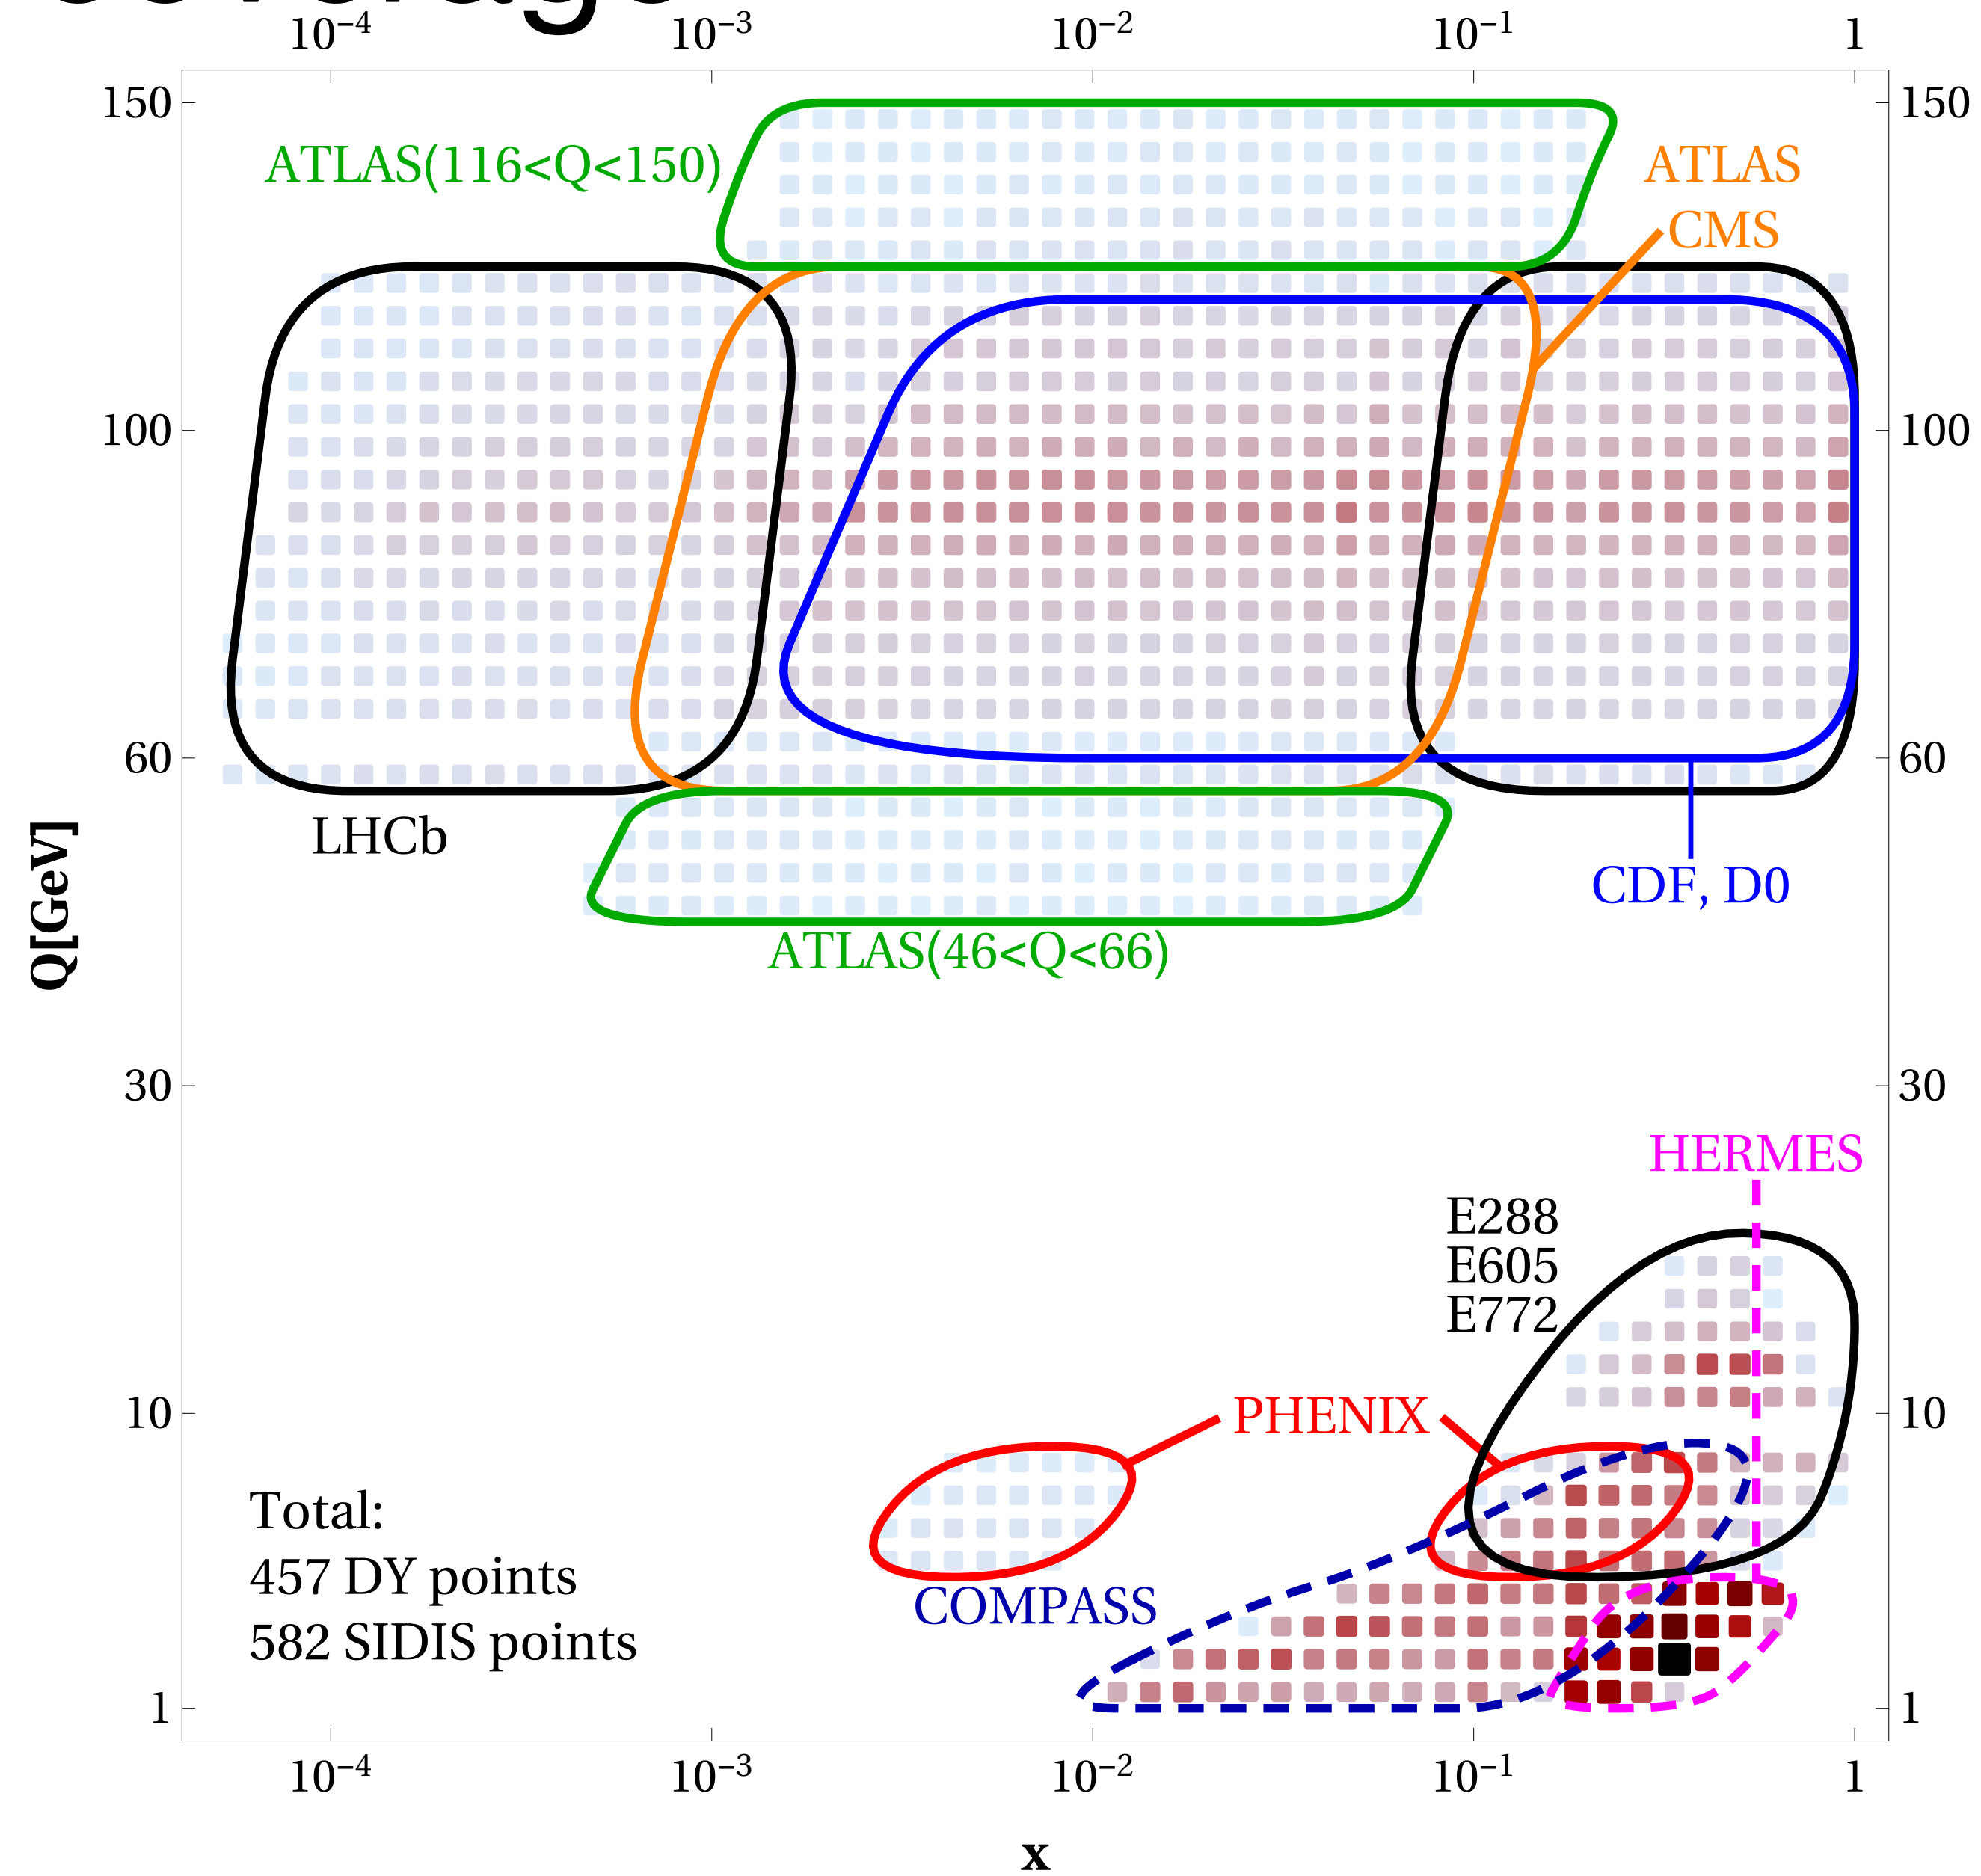 10⁻⁴ 10⁻³ 10⁻² 10⁻¹ 1
150 150
ATLAS(116<Q<150)
ATLAS
CMS
100 100
60 60
LHCb
CDF, D0
ATLAS(46<Q<66)
Q[GeV]
30 30
HERMES
E288
E605
E772
10 10
PHENIX
Total:
457 DY points
582 SIDIS points
COMPASS
1 1
10⁻⁴ 10⁻³ 10⁻² 10⁻¹ 1
x